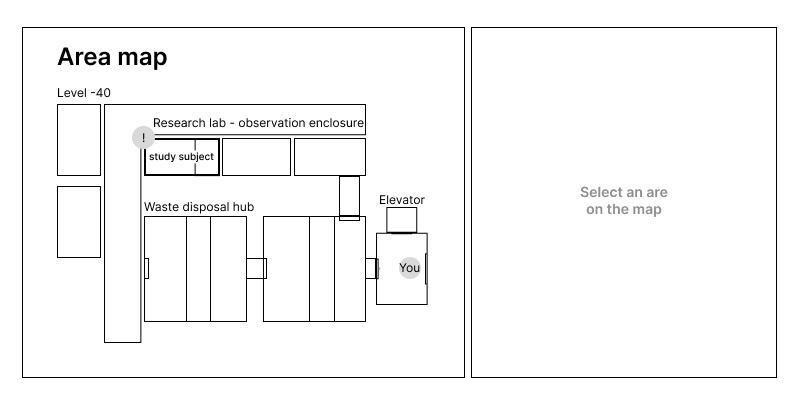 Area map
Level -40
Research lab - observation enclosure
!
study subject
Elevator
Waste disposal hub
You
Select an are
on the map